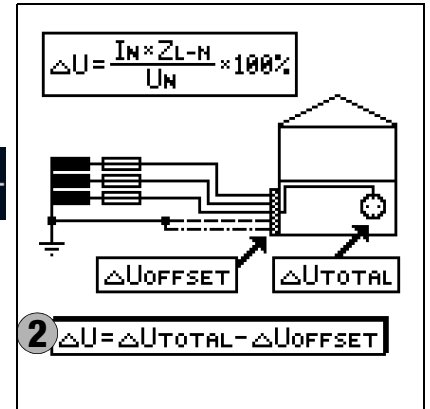 △U = IN×ZL-N / UN ×100%
△UOFFSET
△UTOTAL
2 △U=△UTOTAL-△UOFFSET